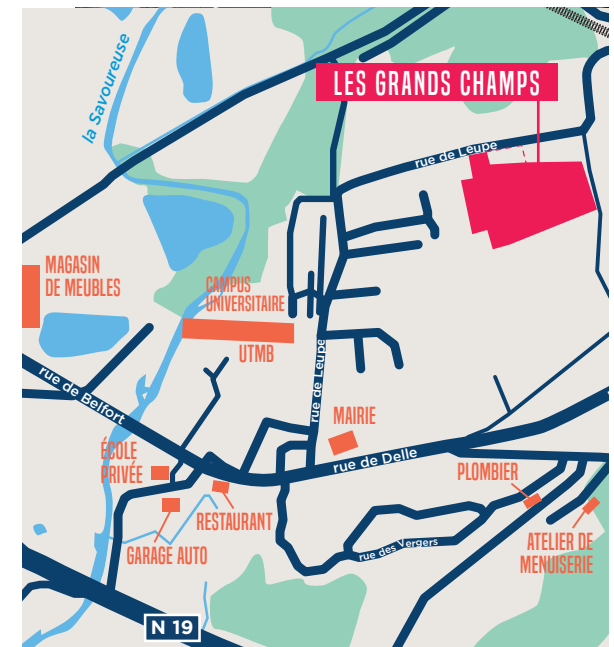 la Savoureuse
LES GRANDS CHAMPS
rue de Leupe
MAGASIN
DE MEUBLES
CAMPUS
UNIVERSITAIRE
UTMB
rue de Leupe
rue de Belfort
MAIRIE
rue de Delle
ÉCOLE
PRIVÉE
PLOMBIER
RESTAURANT
GARAGE AUTO
rue des Vergers
ATELIER DE
MENUISERIE
N 19